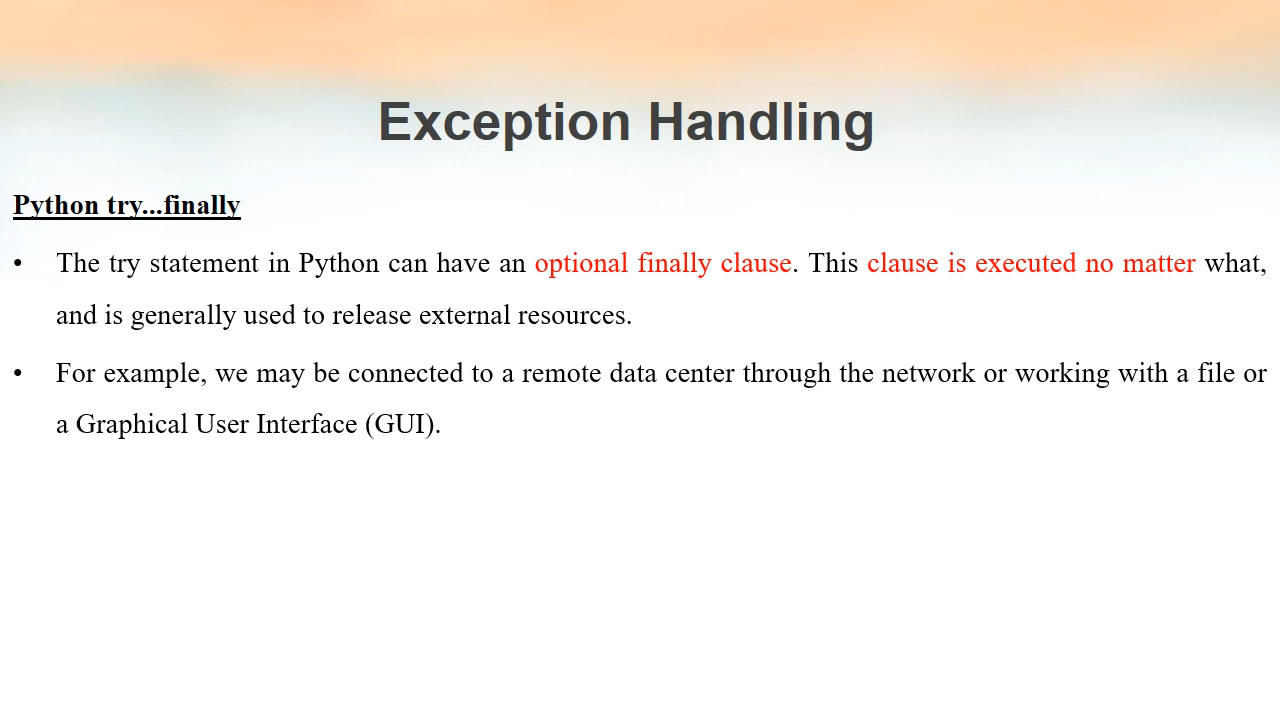 Exception Handling
Python try...finally
• The try statement in Python can have an optional finally clause. This clause is executed no matter what,
and is generally used to release external resources.
• For example, we may be connected to a remote data center through the network or working with a file or
a Graphical User Interface (GUI).